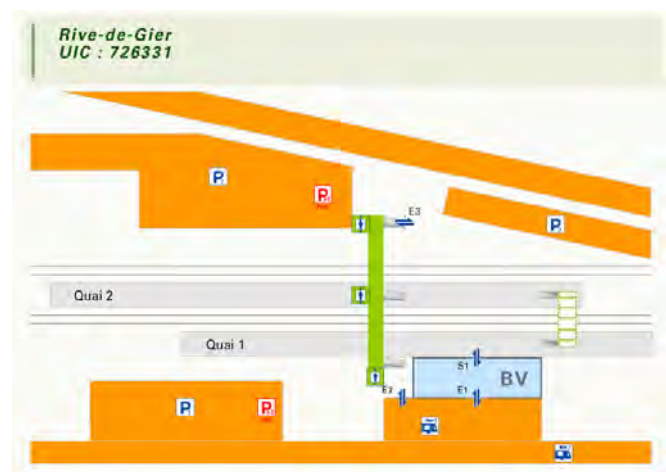 Rive-de-Gier
UIC : 726331
P
P
E3
P
Quai 2
Quai 1
S1
BV
E2
E1
P
P